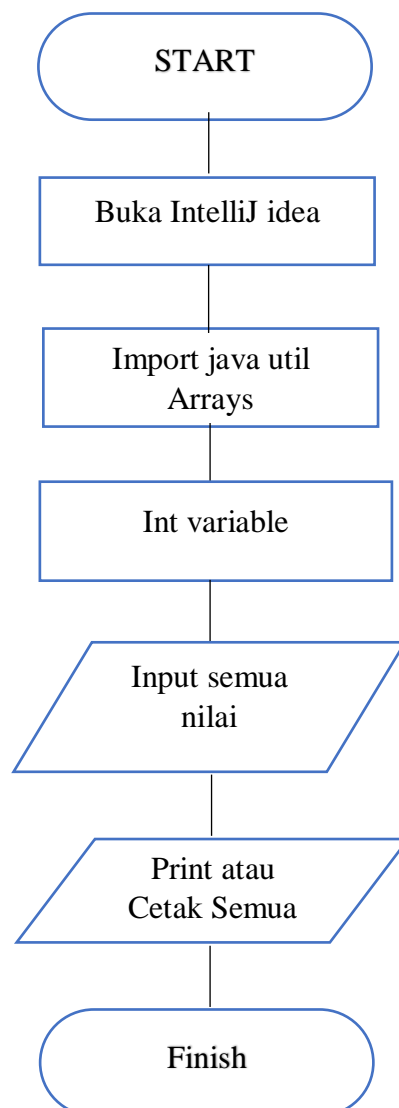 START
Buka IntelliJ idea
Import java util
Arrays
Int variable
Input semua
nilai
Print atau
Cetak Semua
Finish